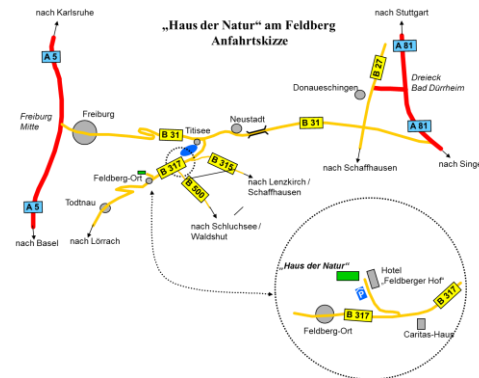 „Haus der Natur“ am Feldberg
Anfahrtskizze
nach Karlsruhe
nach Stuttgart
A 5
A 81
B 27
Dreieck
Bad Dürrheim
Donaueschingen
Freiburg
Mitte
Freiburg
Neustadt
Titisee
B 31
B 31
A 81
nach Schaffhausen
nach Singe
B 317
B 315
Feldberg-Ort
B 500
nach Lenzkirch /
Schaffhausen
Todtnau
A 5
nach Basel
nach Lörrach
nach Schluchsee /
Waldshut
„Haus der Natur“
Hotel
„Feldberger Hof“
P
B 317
B 317
Feldberg-Ort
Caritas-Haus